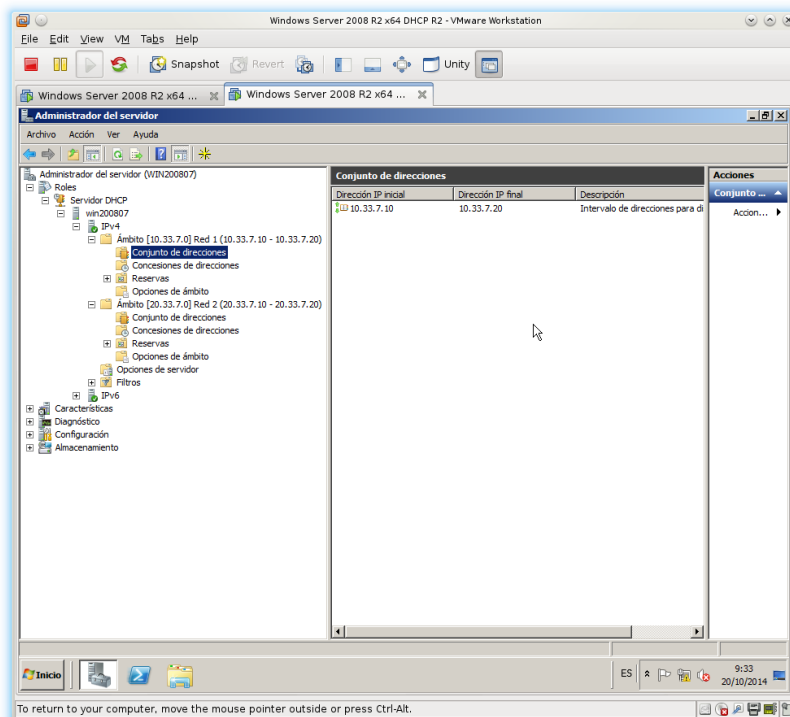 Windows Server 2008 R2 x64 DHCP R2 - VMware Workstation
File Edit View VM Tabs Help
Snapshot Revert Unity
Windows Server 2008 R2 x64 ... Windows Server 2008 R2 x64 ...
Administrador del servidor
Archivo Acción Ver Ayuda
Administrador del servidor (WIN200807)
Roles
Servidor DHCP
win200807
IPv4
Ámbito [10.33.7.0] Red 1 (10.33.7.10 - 10.33.7.20)
Conjunto de direcciones
Concesiones de direcciones
Reservas
Opciones de ámbito
Ámbito [20.33.7.0] Red 2 (20.33.7.10 - 20.33.7.20)
Conjunto de direcciones
Concesiones de direcciones
Reservas
Opciones de ámbito
Opciones de servidor
Filtros
IPv6
Características
Diagnóstico
Configuración
Almacenamiento
Conjunto de direcciones
Dirección IP inicial Dirección IP final Descripción
10.33.7.10 10.33.7.20 Intervalo de direcciones para di
Acciones
Conjunto ...
Accion...
Inicio
ES
9:33
20/10/2014
To return to your computer, move the mouse pointer outside or press Ctrl-Alt.